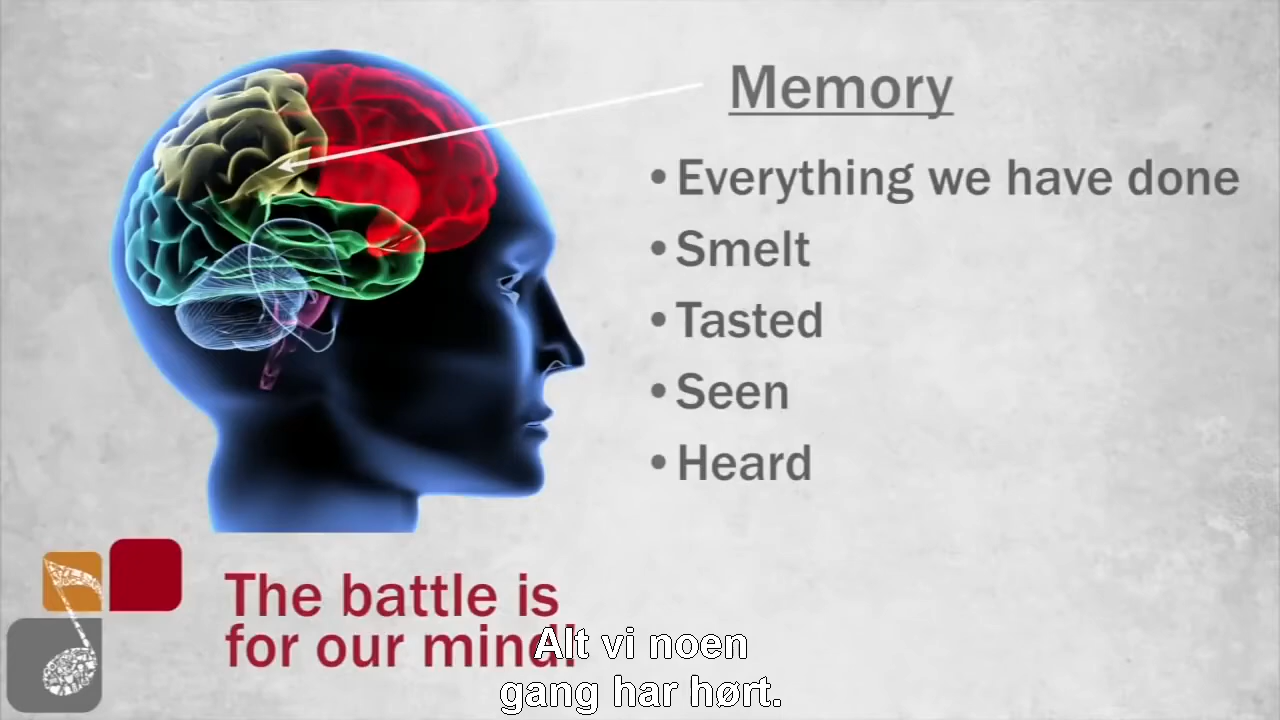 Memory
• Everything we have done
• Smelt
• Tasted
• Seen
• Heard
The battle is
for our mind!
Alt vi noen
gang har hørt.